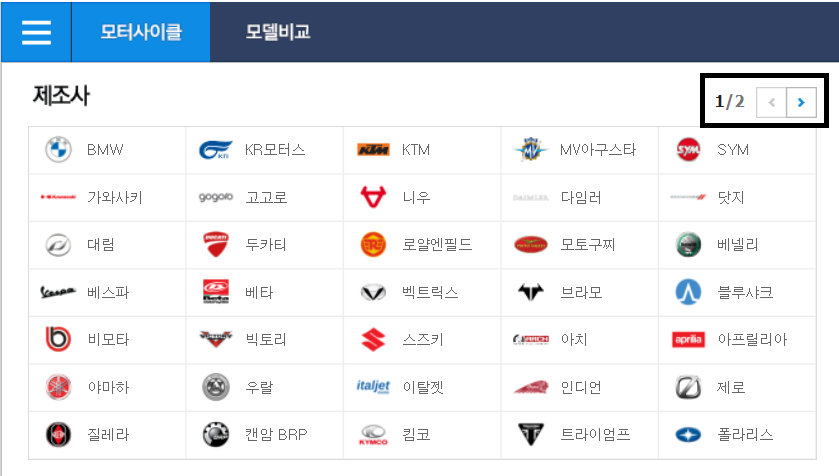 모터사이클 모델비교
제조사 1/2
BMW KR모터스 KTM MV아구스타 SYM
가와사키 gogoro 고고로 니우 DAIMLER 다임러 닷지
대림 DUCATI 두카티 로얄엔필드 모토구찌 베넬리
Vespa 베스파 Beta 베타 벡트럭스 브라모 블루샤크
비모타 빅토리 스즈키 ARCH 아치 aprilia 아프릴리아
야마하 우랄 italjet 이탈젯 인디언 제로
질레라 캔암 BRP KYMCO 킴코 트라이엄프 폴라리스